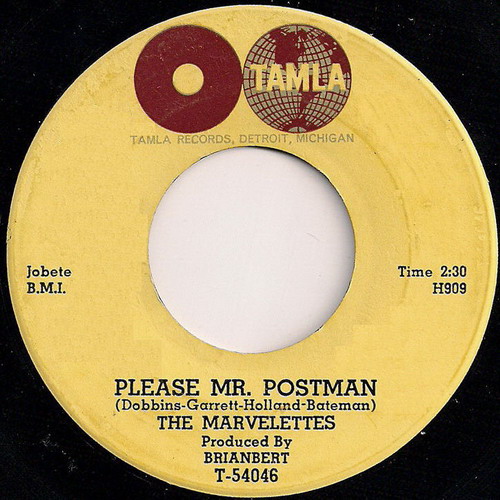 TAMLA
TAMLA RECORDS, DETROIT, MICHIGAN
Jobete
B.M.I.
Time 2:30
H909
PLEASE MR. POSTMAN
(Dobbins-Garrett-Holland-Bateman)
THE MARVELETTES
Produced By
BRIANBERT
T-54046